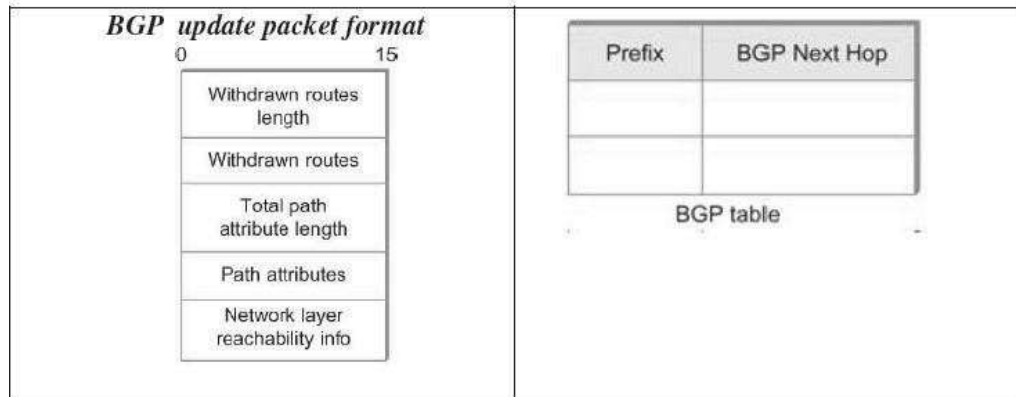 BGP update packet format
0 15
Withdrawn routes
length
Withdrawn routes
Total path
attribute length
Path attributes
Network layer
reachability info
Prefix BGP Next Hop
BGP table